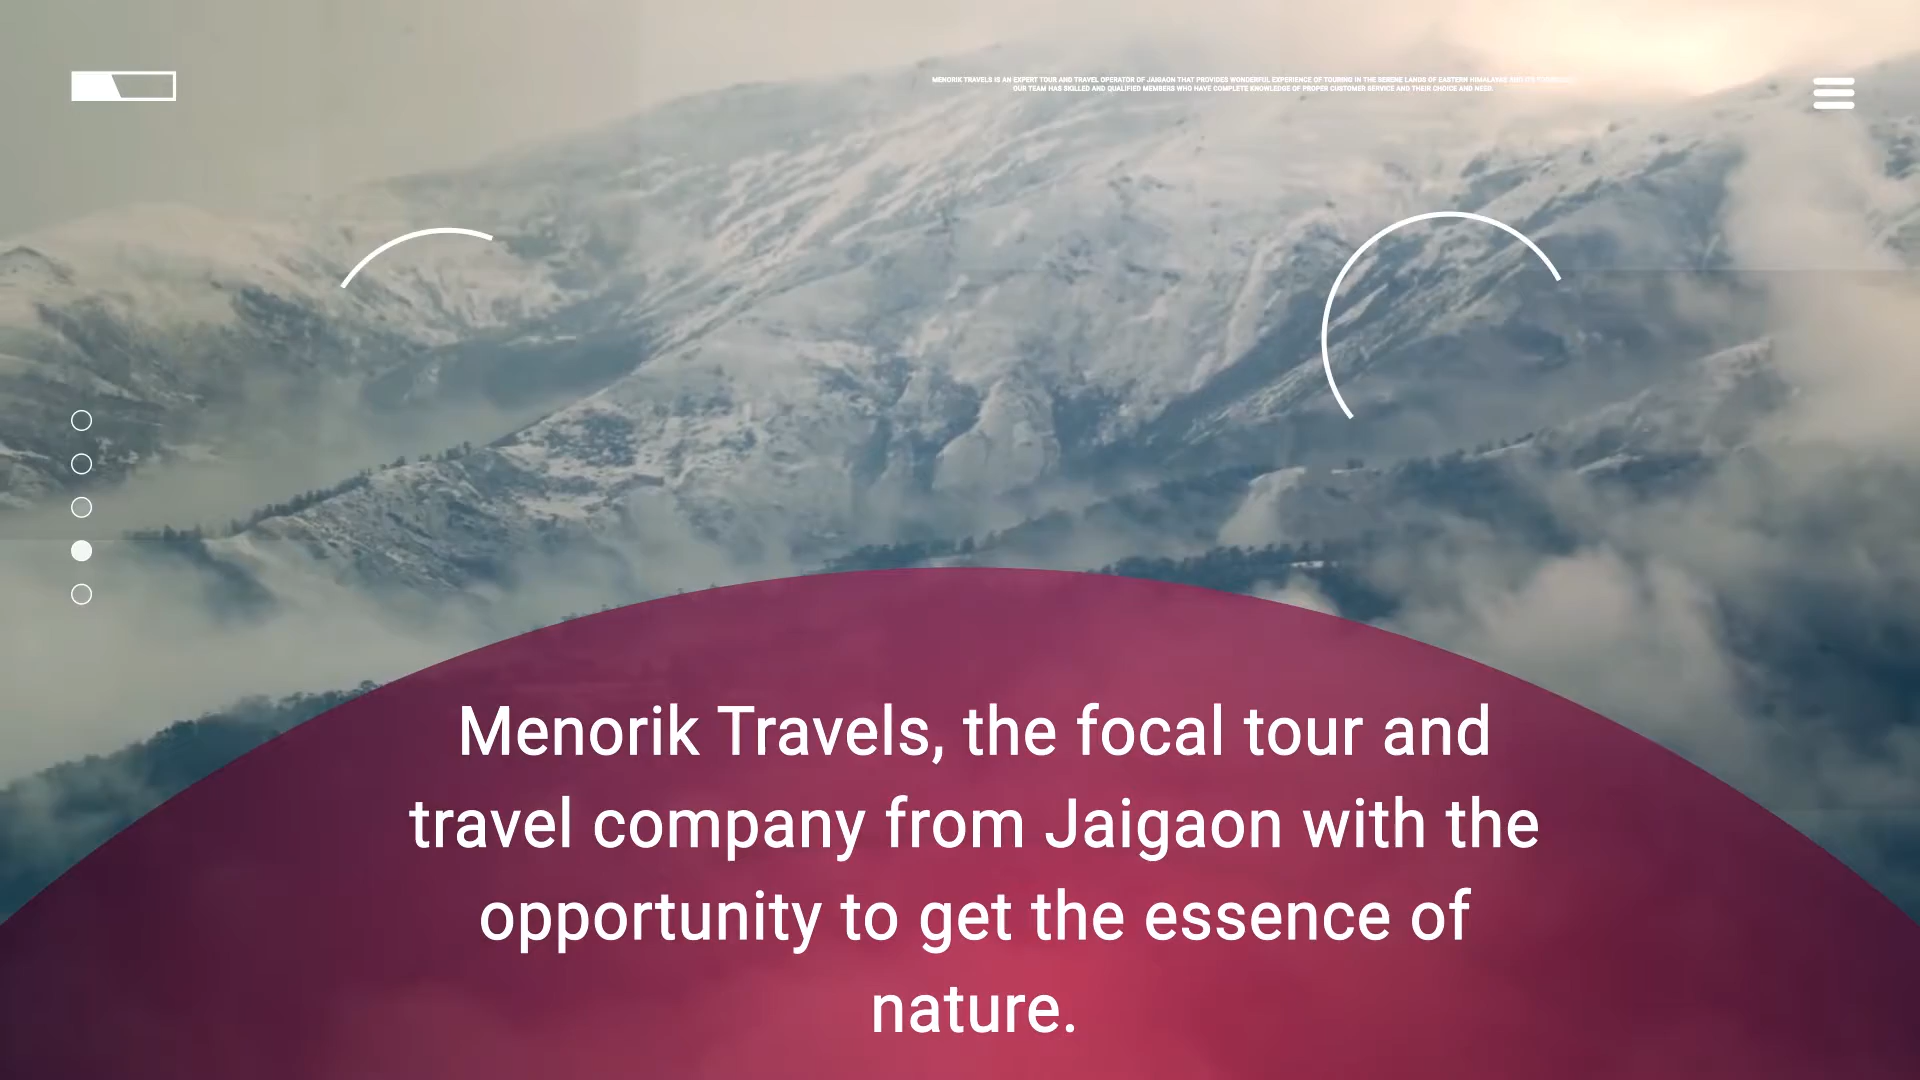 MENORIK TRAVELS IS AN EXPERT TOUR AND TRAVEL OPERATOR OF JAIGAON THAT PROVIDES WONDERFUL EXPERIENCE OF TOURING IN THE SERENE LANDS OF EASTERN HIMALAYAS AND ITS
OUR TEAM HAS SKILLED AND QUALIFIED MEMBERS WHO HAVE COMPLETE KNOWLEDGE OF PROPER CUSTOMER SERVICE AND THEIR CHOICE AND NEED.
Menorik Travels, the focal tour and
travel company from Jaigaon with the
opportunity to get the essence of
nature.